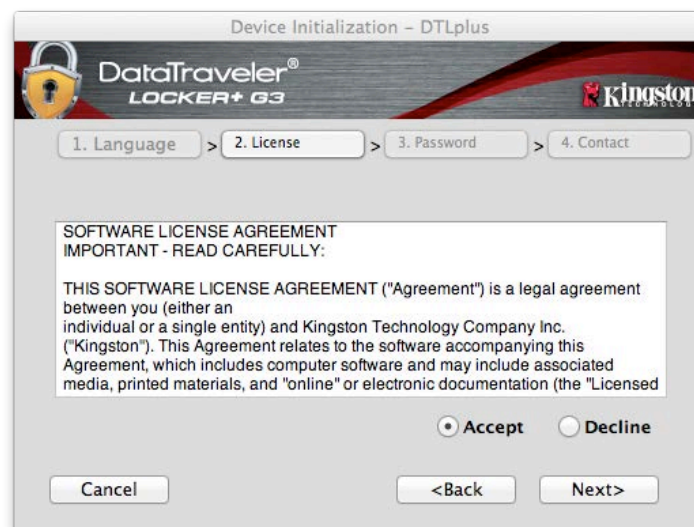 Device Initialization – DTLplus
DataTraveler®
LOCKER+ G3
Kingston
TECHNOLOGY
1. Language > 2. License > 3. Password > 4. Contact
SOFTWARE LICENSE AGREEMENT
IMPORTANT - READ CAREFULLY:
THIS SOFTWARE LICENSE AGREEMENT ("Agreement") is a legal agreement
between you (either an
individual or a single entity) and Kingston Technology Company Inc.
("Kingston"). This Agreement relates to the software accompanying this
Agreement, which includes computer software and may include associated
media, printed materials, and "online" or electronic documentation (the "Licensed
Accept Decline
Cancel <Back Next>